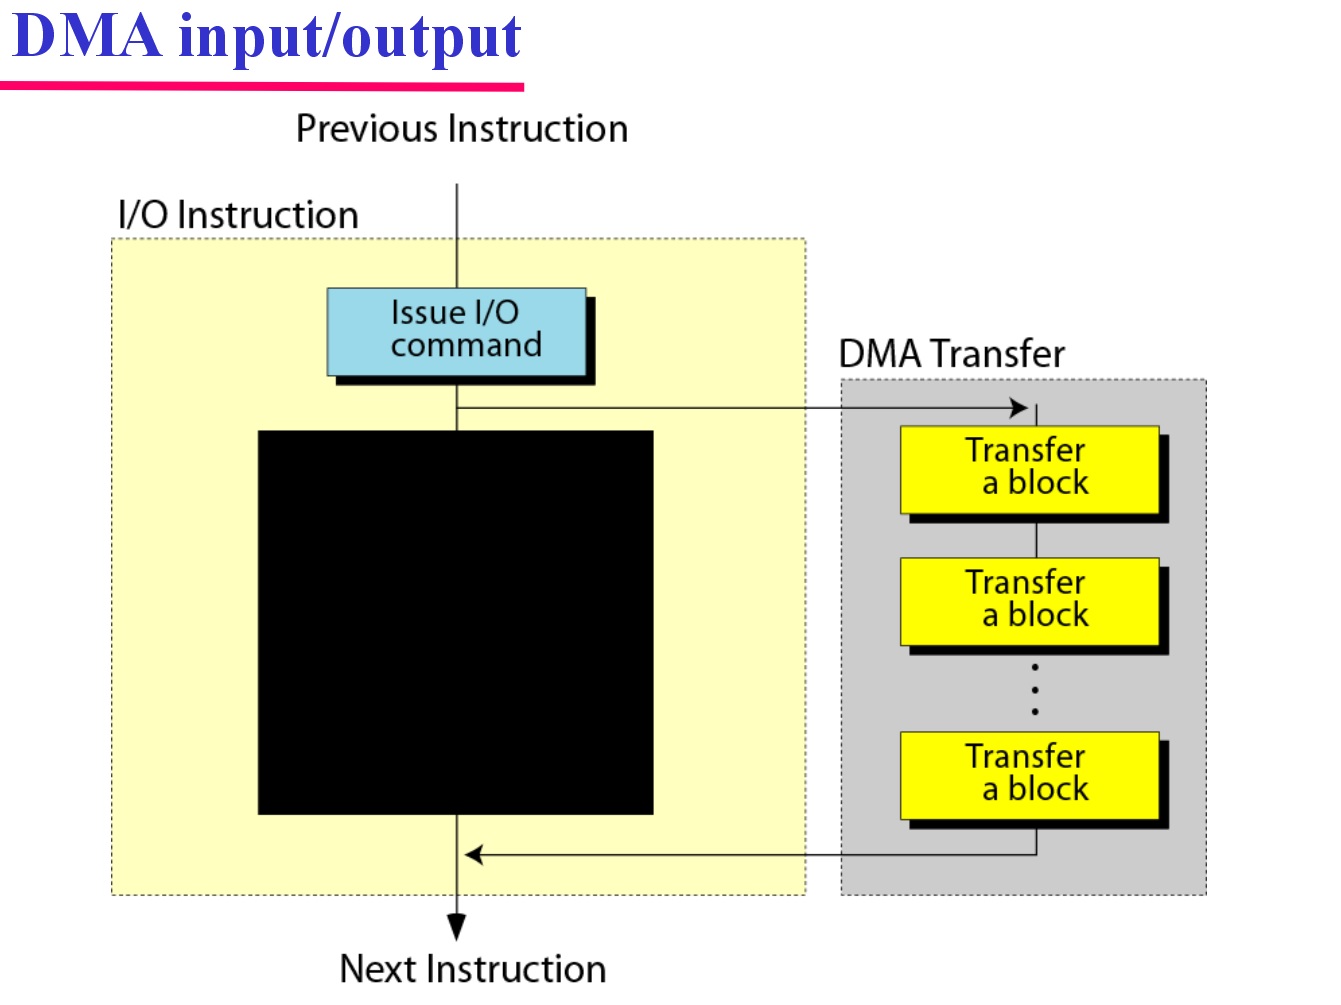 DMA input/output
Previous Instruction
I/O Instruction
Issue I/O
command
DMA Transfer
Transfer
a block
Transfer
a block
Transfer
a block
Next Instruction